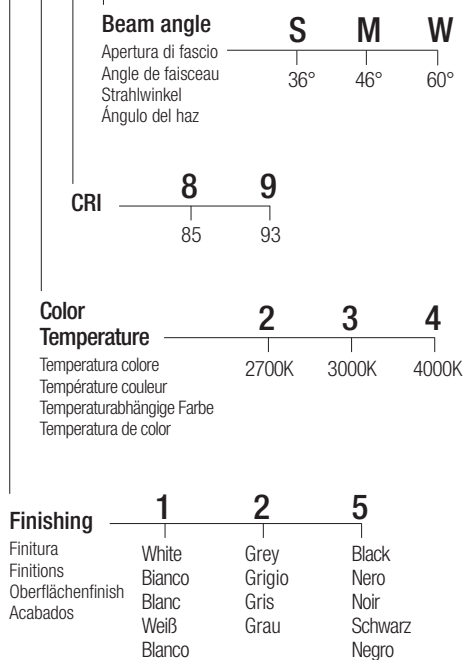 Beam angle
Apertura di fascio
Angle de faisceau
Strahlwinkel
Ángulo del haz
S M W
36° 46° 60°
CRI
8 9
85 93
Color
Temperature
Temperatura colore
Température couleur
Temperaturabhängige Farbe
Temperatura de color
2 3 4
2700K 3000K 4000K
Finishing
Finitura
Finitions
Oberflächenfinish
Acabados
1 2 5
White Grey Black
Bianco Grigio Nero
Blanc Gris Noir
Weiß Grau Schwarz
Blanco Negro